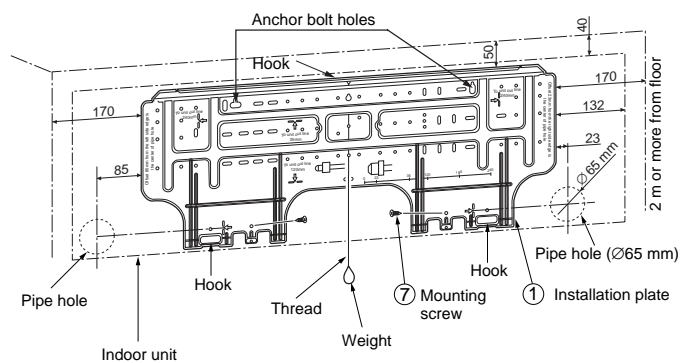 Anchor bolt holes
Hook
40
50
170
170
132
23
85
Ø 65 mm
2 m or more from floor
Pipe hole (Ø65 mm)
Pipe hole
Hook
Hook
Thread
Weight
7 Mounting screw
1 Installation plate
Indoor unit